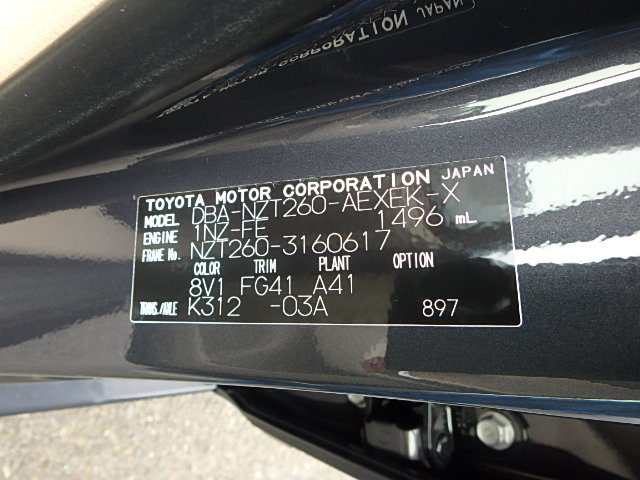 TOYOTA MOTOR CORPORATION JAPAN
MODEL DBA-NZT260-AEXEK-X
ENGINE 1NZ-FE 1496 mL
FRAME No. NZT260-3160617
COLOR TRIM PLANT OPTION
8V1 FG41 A41
TRANS./AXLE K312 -03A 897